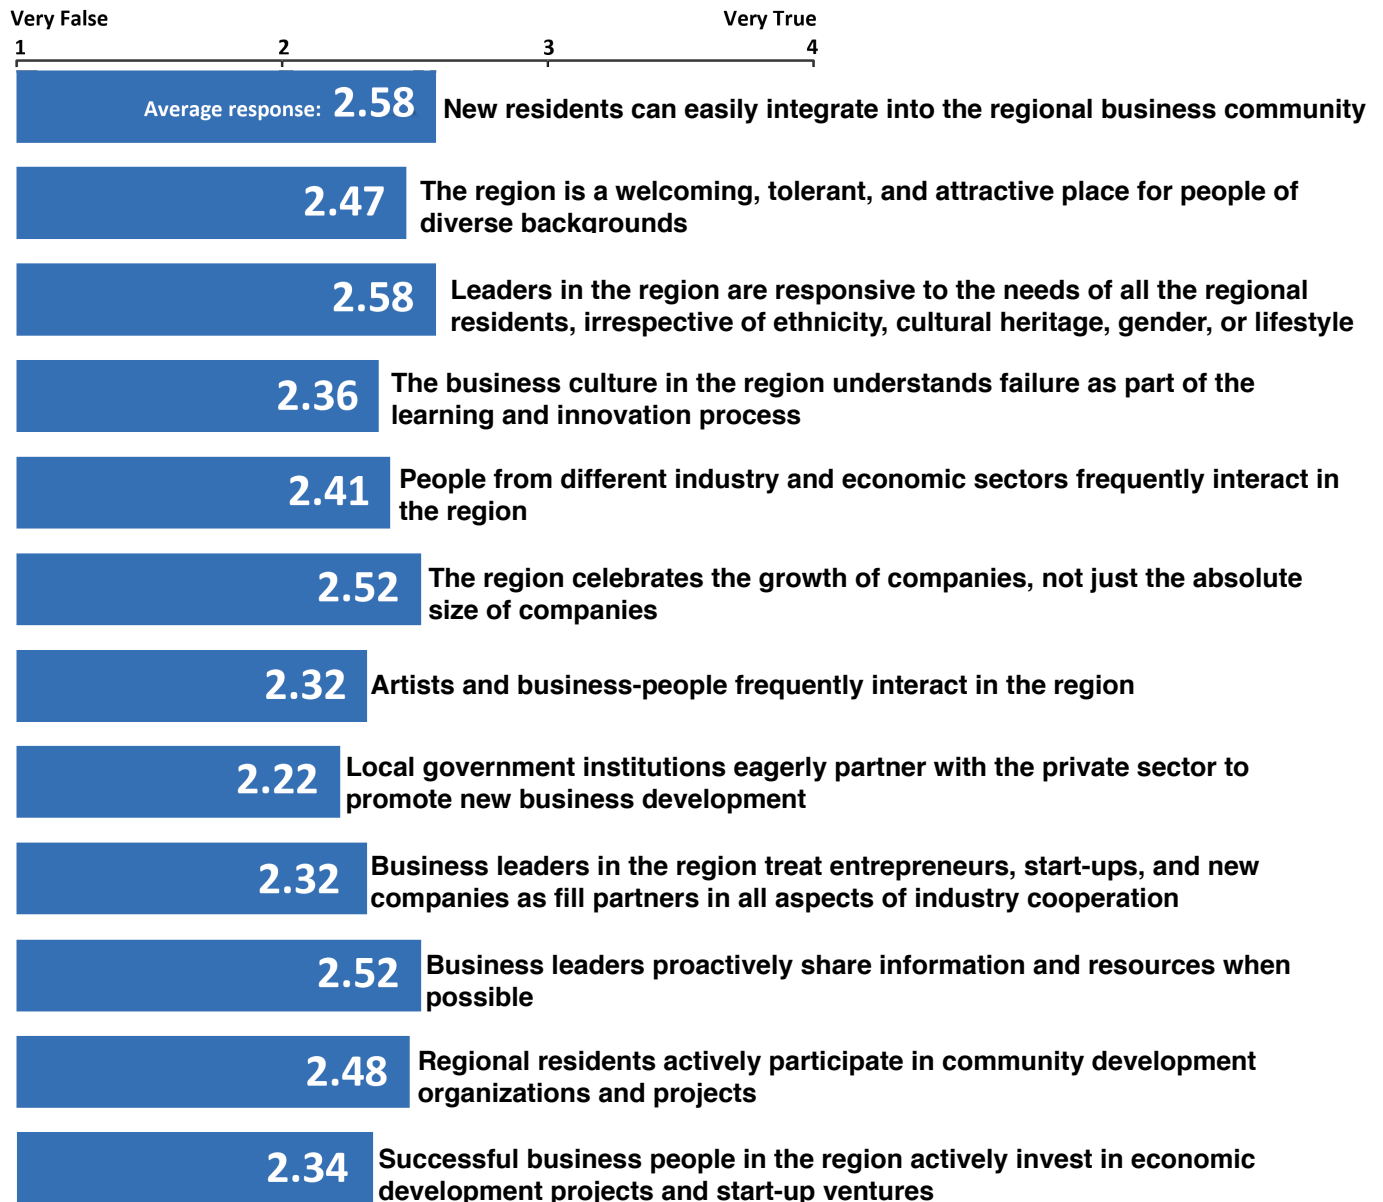 Very False Very True
1 2 3 4
Average response: 2.58 New residents can easily integrate into the regional business community
2.47 The region is a welcoming, tolerant, and attractive place for people of
diverse backgrounds
2.58 Leaders in the region are responsive to the needs of all the regional
residents, irrespective of ethnicity, cultural heritage, gender, or lifestyle
2.36 The business culture in the region understands failure as part of the
learning and innovation process
2.41 People from different industry and economic sectors frequently interact in
the region
2.52 The region celebrates the growth of companies, not just the absolute
size of companies
2.32 Artists and business-people frequently interact in the region
2.22 Local government institutions eagerly partner with the private sector to
promote new business development
2.32 Business leaders in the region treat entrepreneurs, start-ups, and new
companies as fill partners in all aspects of industry cooperation
2.52 Business leaders proactively share information and resources when
possible
2.48 Regional residents actively participate in community development
organizations and projects
2.34 Successful business people in the region actively invest in economic
development projects and start-up ventures